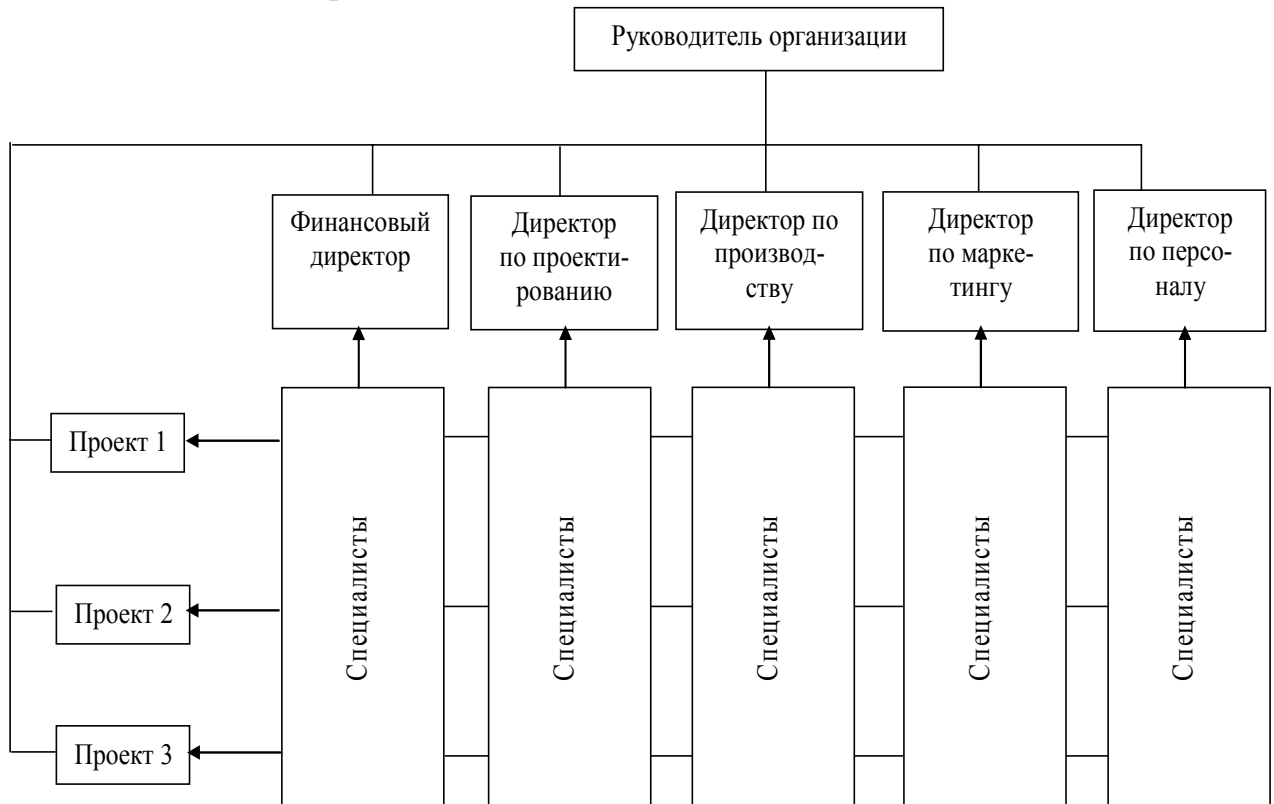 Руководитель организации
Финансовый
директор
Директор
по проекти-
рованию
Директор по
производ-
ству
Директор
по марке-
тингу
Директор
по персо-
налу
Проект 1
Проект 2
Проект 3
Специалисты
Специалисты
Специалисты
Специалисты
Специалисты